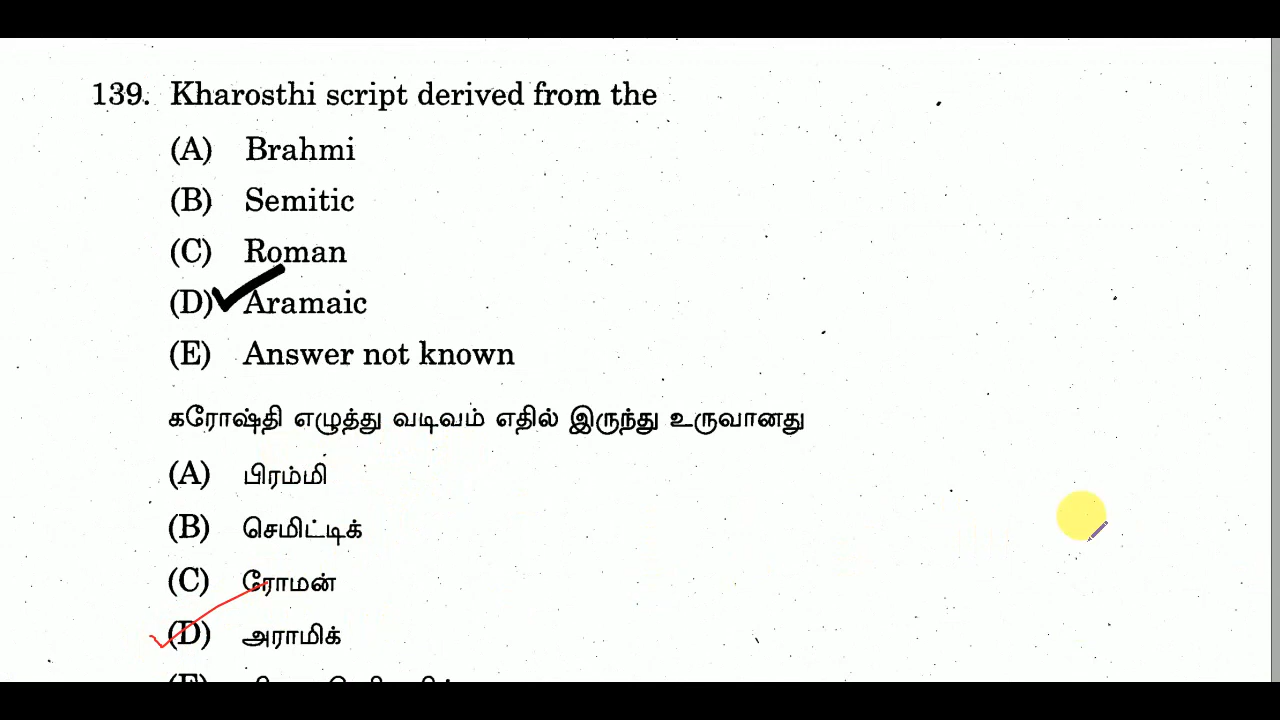 139. Kharosthi script derived from the
(A) Brahmi
(B) Semitic
(C) Roman
(D) Aramaic
(E) Answer not known
கரோஷ்தி எழுத்து வடிவம் எதில் இருந்து உருவானது
(A) பிரம்மி
(B) செமிட்டிக்
(C) ரோமன்
(D) அராமிக்
(E)